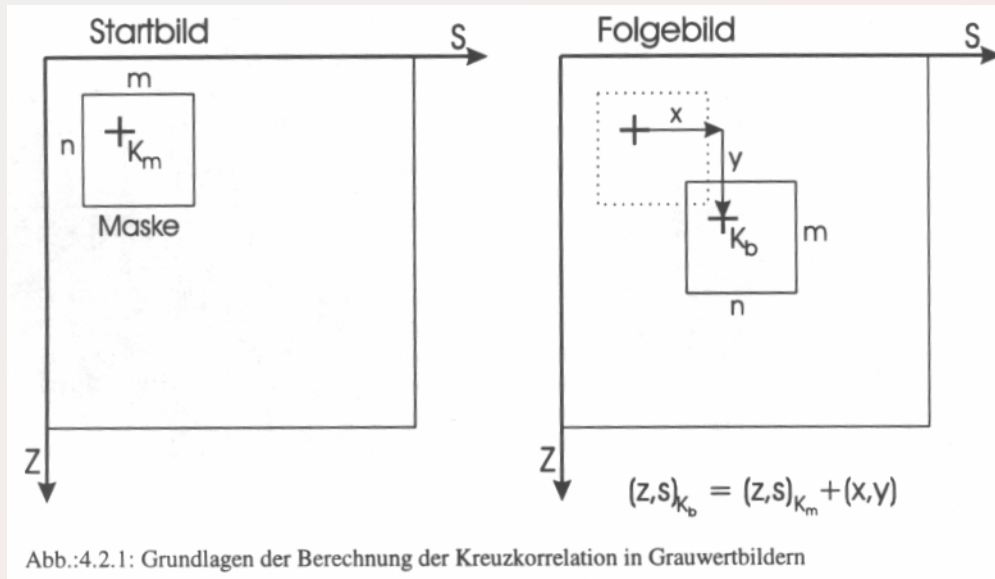 Startbild
S
m
n
K_m
Maske
Z
Folgebild
S
x
y
K_b
m
n
Z
(z,s)_{K_b} = (z,s)_{K_m} + (x,y)
Abb.:4.2.1: Grundlagen der Berechnung der Kreuzkorrelation in Grauwertbildern